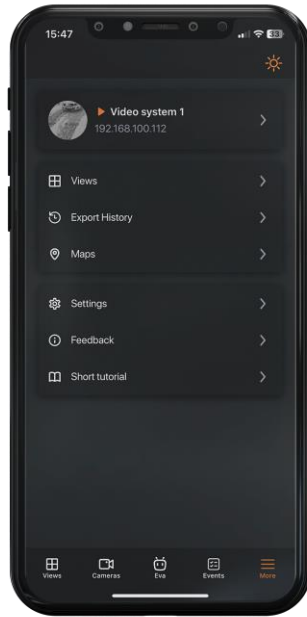 15:47
33
Video system 1
192.168.100.112
Views
Export History
Maps
Settings
Feedback
Short tutorial
Views
Cameras
Eva
Events
More